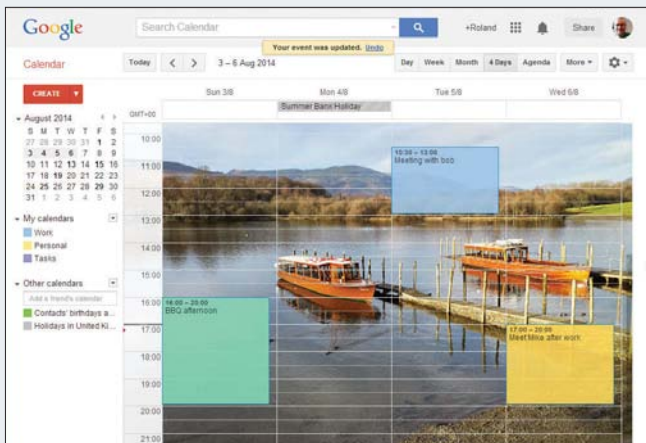 Google
Search Calendar
+Roland
Share
Your event was updated. Undo
Calendar
Today
3 – 6 Aug 2014
Day Week Month 4 Days Agenda More
CREATE
Sun 3/8 Mon 4/8 Tue 5/8 Wed 6/8
GMT+00
Summer Bank Holiday
August 2014
S M T W T F S
27 28 29 30 31 1 2
3 4 5 6 7 8 9
10 11 12 13 14 15 16
17 18 19 20 21 22 23
24 25 26 27 28 29 30
31 1 2 3 4 5 6
My calendars
Work
Personal
Tasks
Other calendars
Add a friend's calendar
Contacts' birthdays a...
Holidays in United Ki...
10:00
11:00
12:00
13:00
14:00
15:00
16:00
17:00
18:00
19:00
20:00
21:00
10:30 – 13:00
Meeting with bob
16:00 – 20:00
BBQ afternoon
17:00 – 20:00
Meet Mike after work